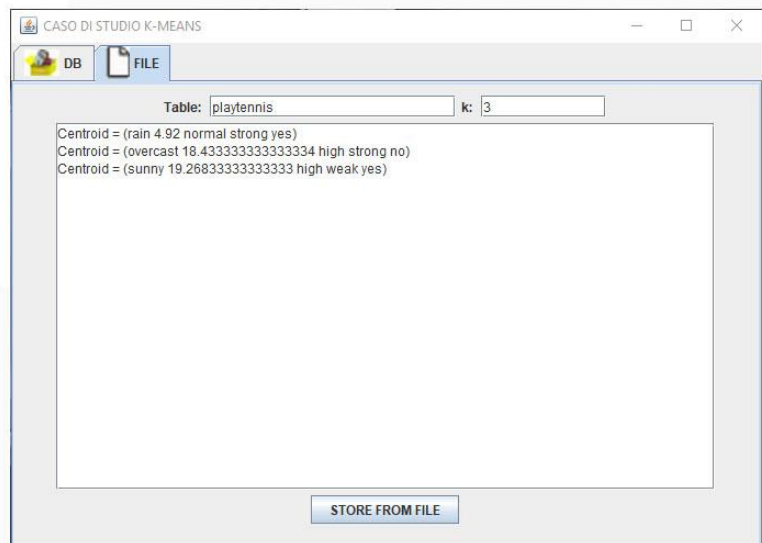 CASO DI STUDIO K-MEANS
DB FILE
Table: playtennis k: 3
Centroid = (rain 4.92 normal strong yes)
Centroid = (overcast 18.433333333333334 high strong no)
Centroid = (sunny 19.26833333333333 high weak yes)
STORE FROM FILE